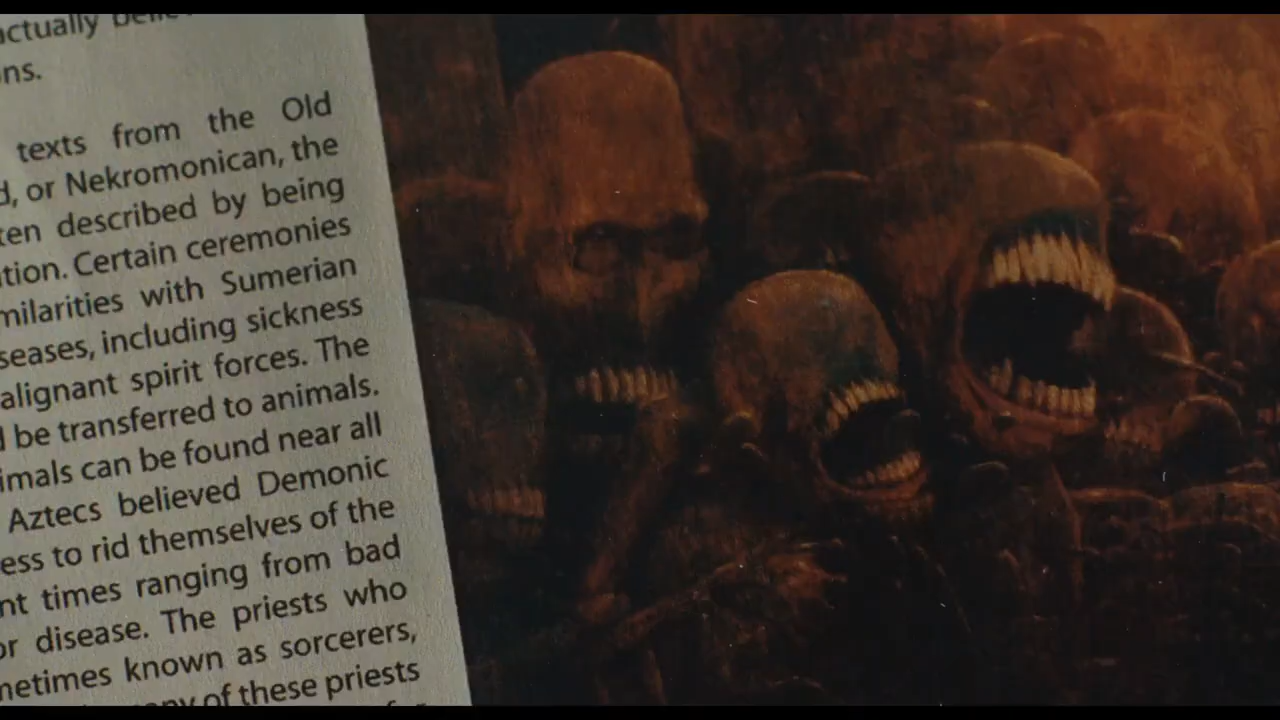 actually
ns.
texts from the Old
d, or Nekromonican, the
ten described by being
tion. Certain ceremonies
milarities with Sumerian
seases, including sickness
alignant spirit forces. The
d be transferred to animals.
imals can be found near all
Aztecs believed Demonic
ess to rid themselves of the
nt times ranging from bad
or disease. The priests who
metimes known as sorcerers,
of these priests